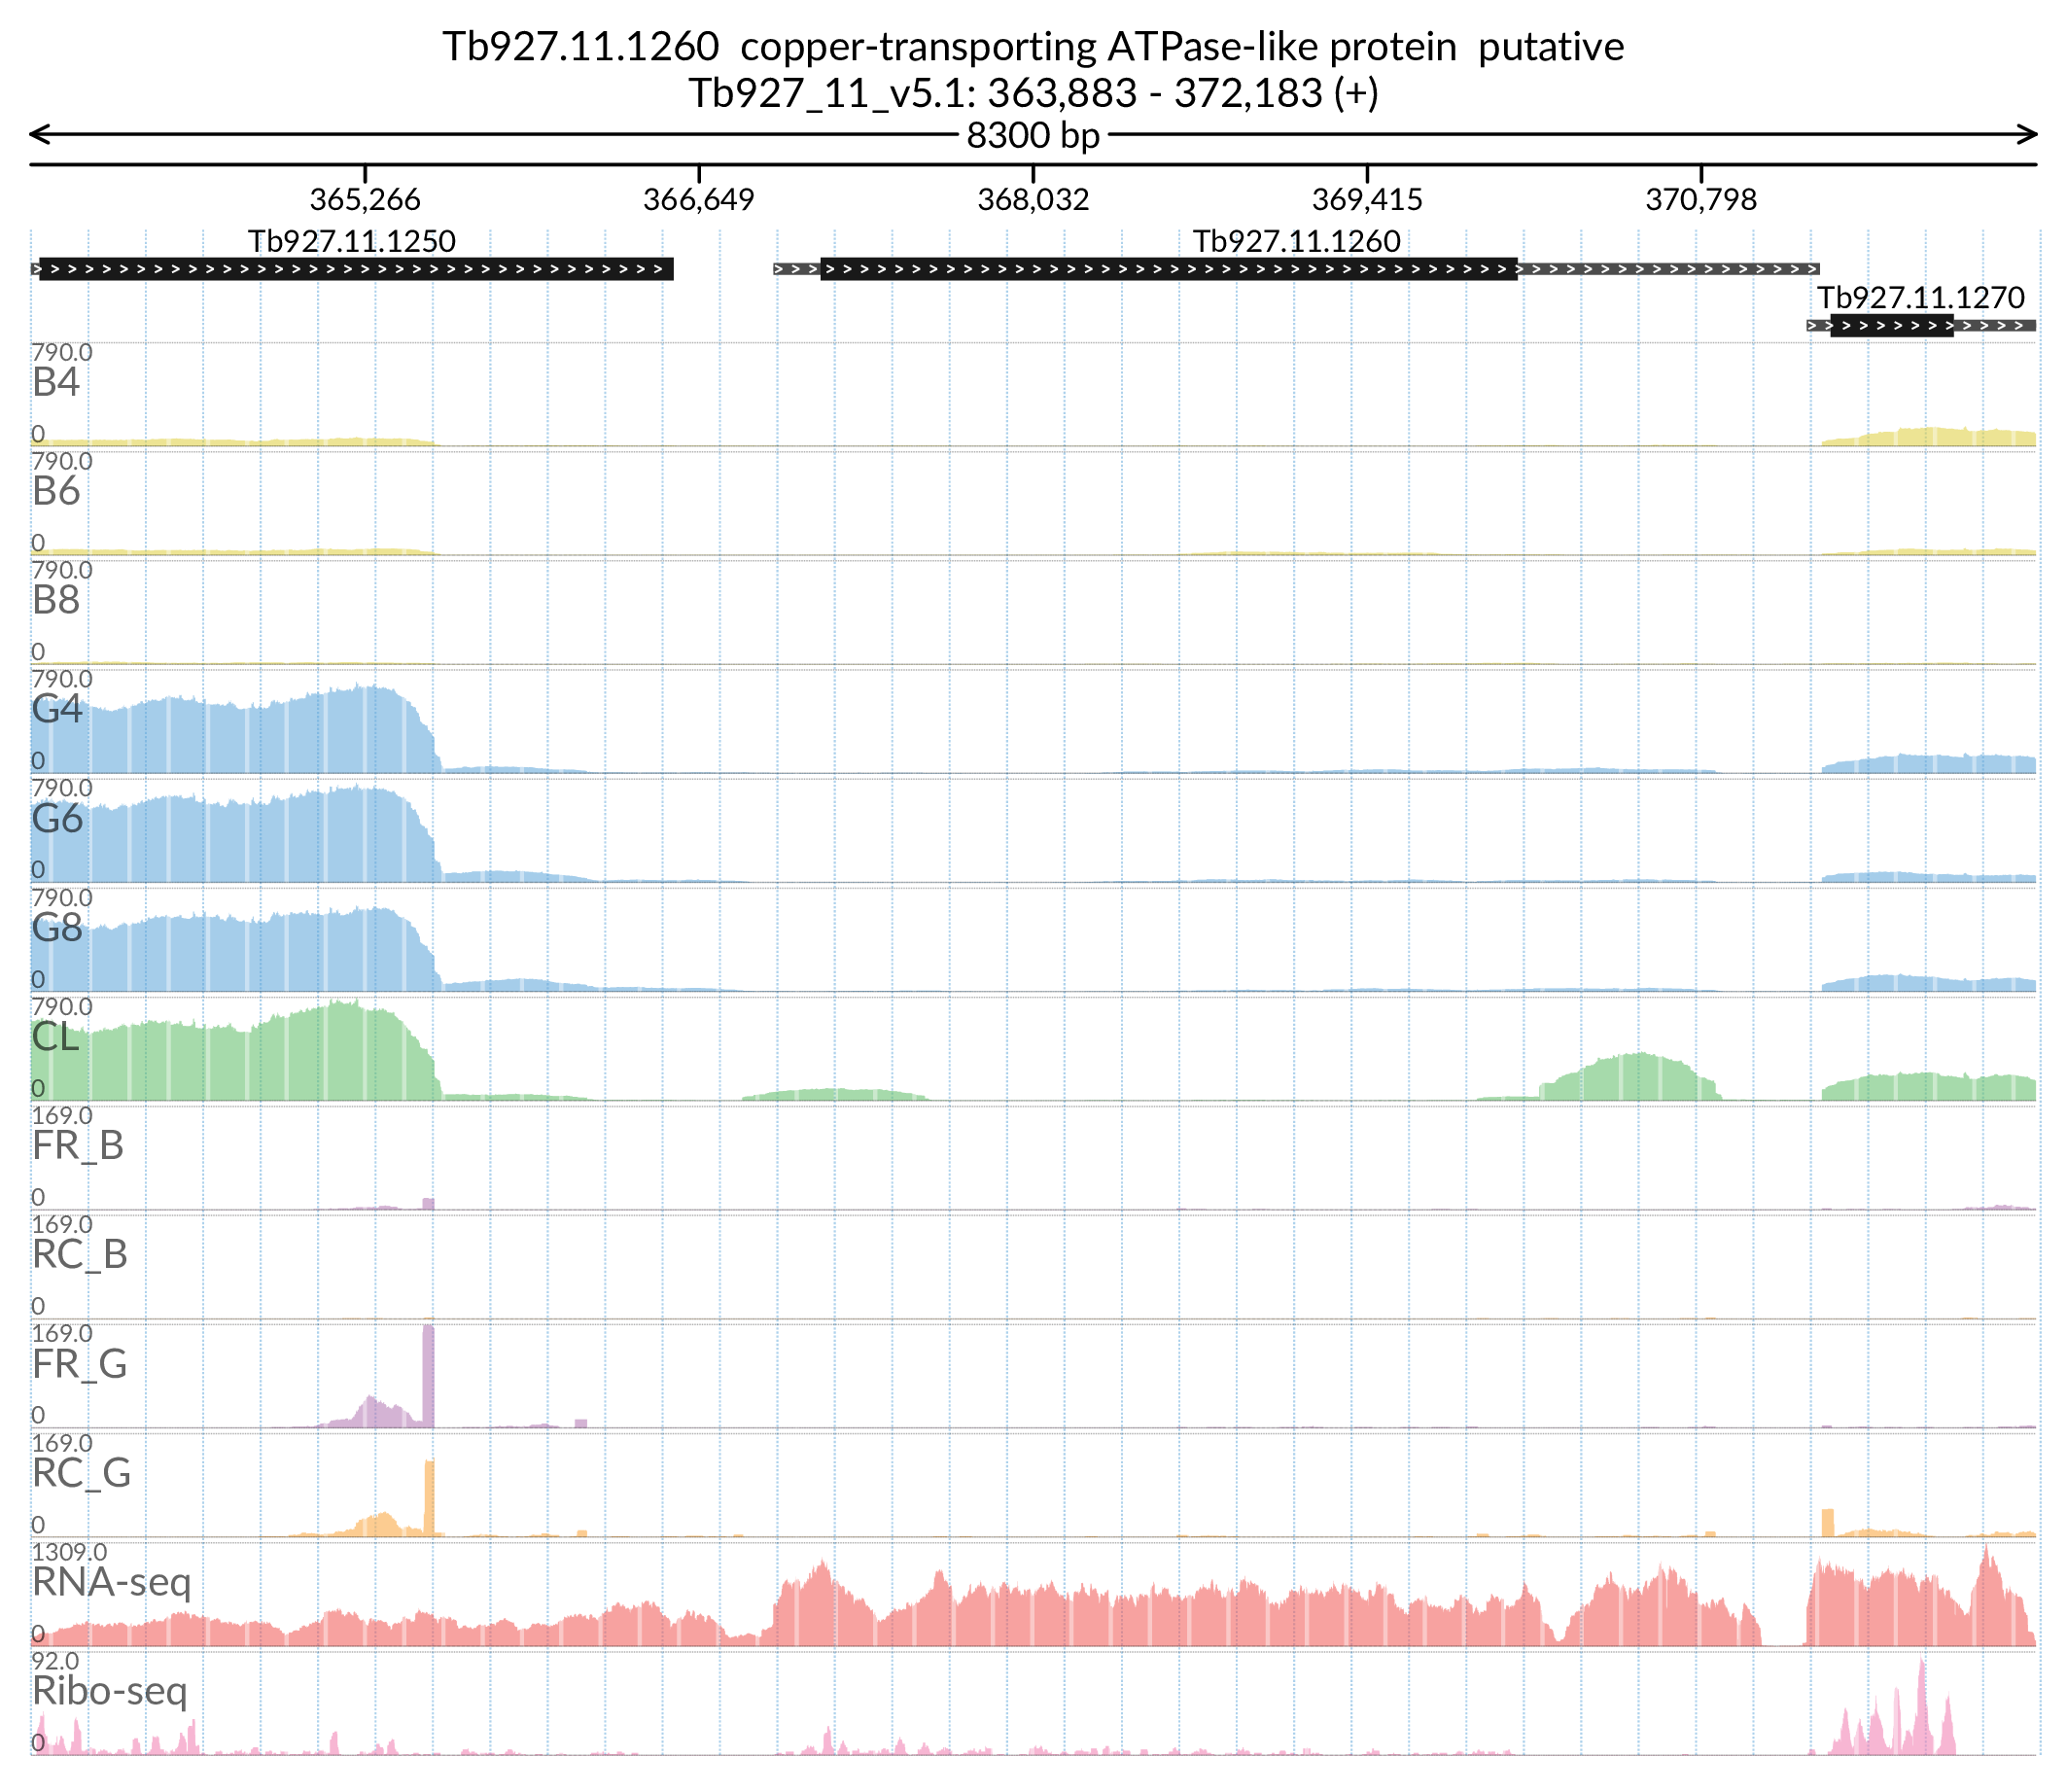 Tb927.11.1260  copper-transporting ATPase-like protein  putative
Tb927_11_v5.1: 363,883 - 372,183 (+)
8300 bp
365,266 366,649 368,032 369,415 370,798
Tb927.11.1250 Tb927.11.1260
Tb927.11.1270
790.0
B4
0
790.0
B6
0
790.0
B8
0
790.0
G4
0
790.0
G6
0
790.0
G8
0
790.0
CL
0
169.0
FR_B
0
169.0
RC_B
0
169.0
FR_G
0
169.0
RC_G
0
1309.0
RNA-seq
0
92.0
Ribo-seq
0